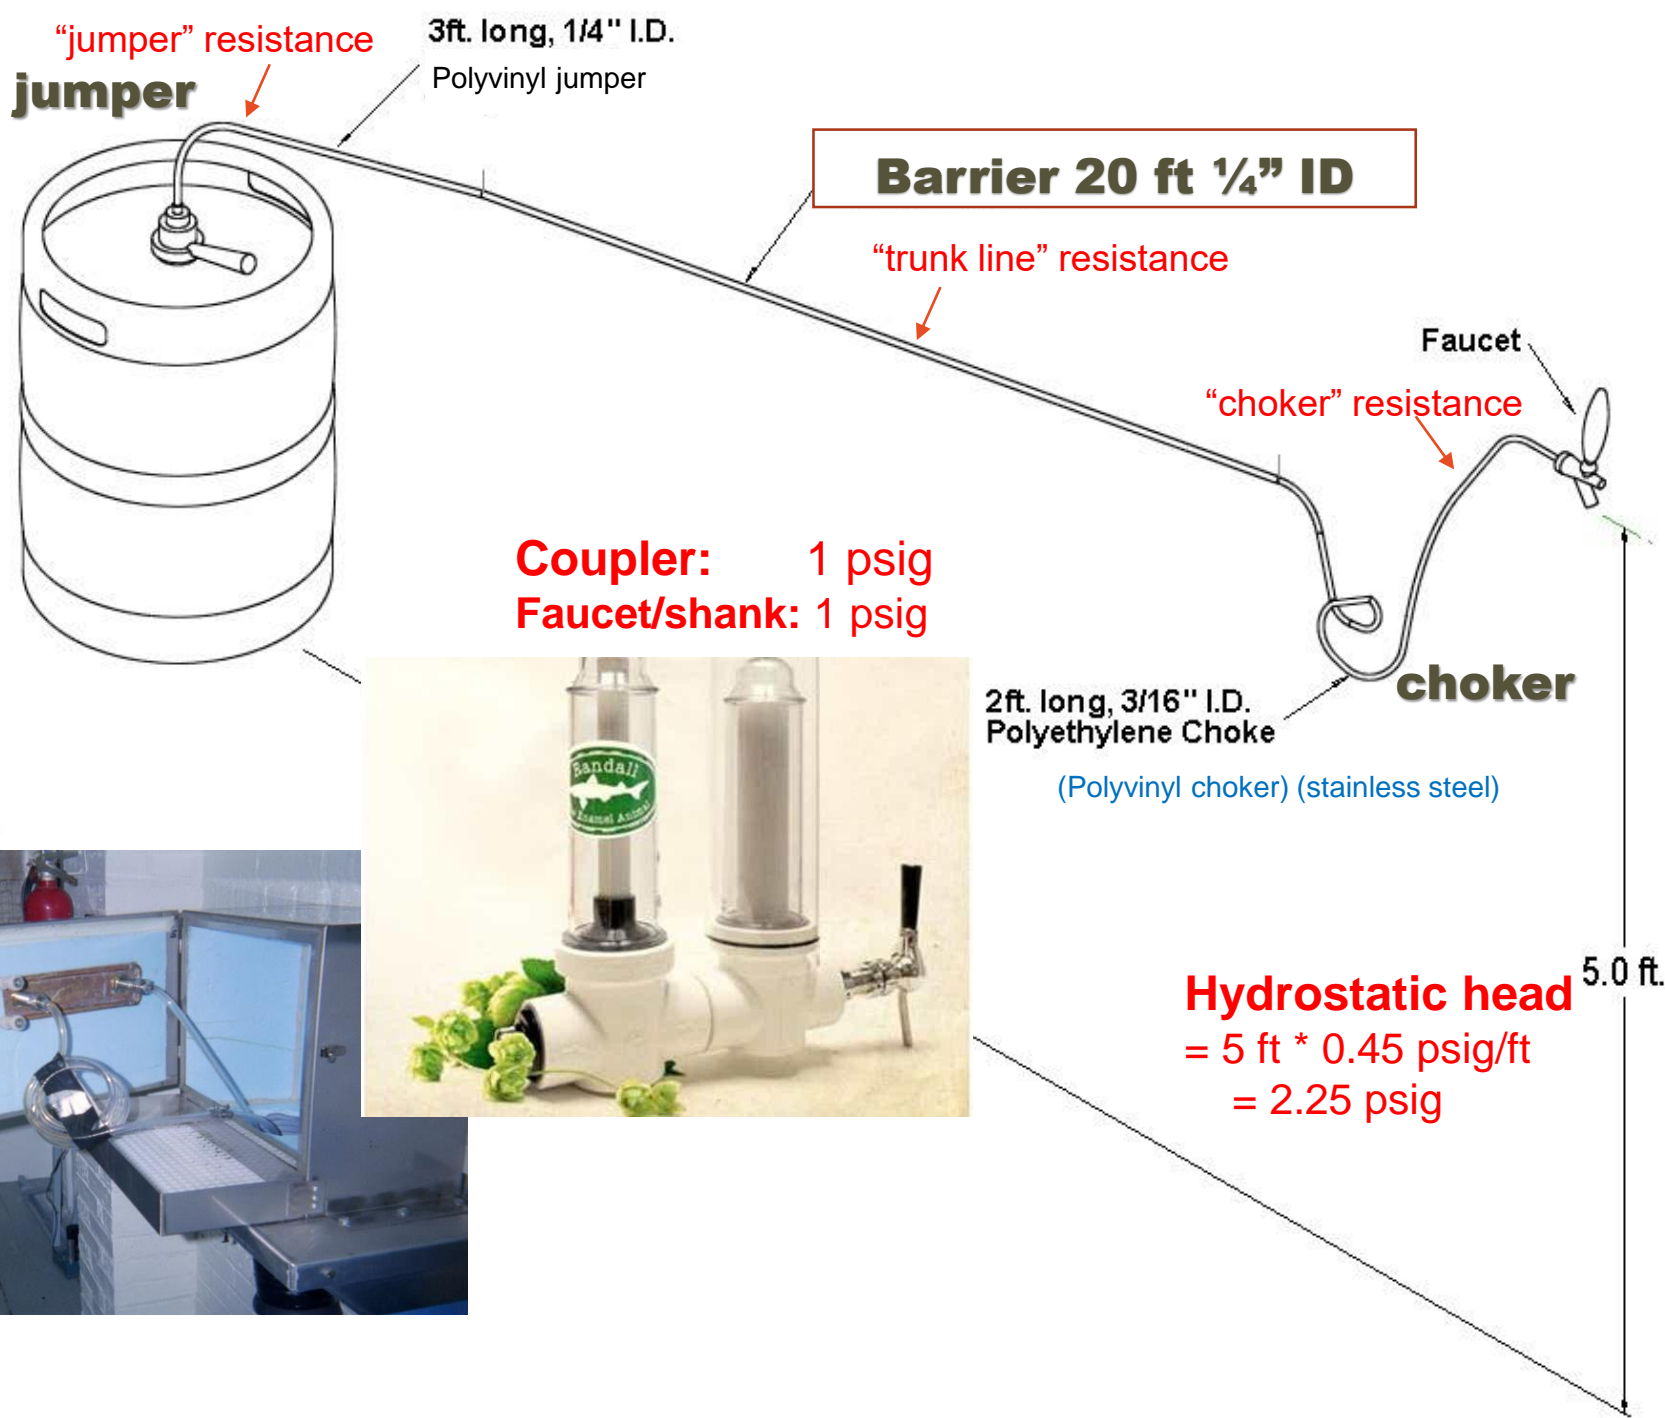 “jumper” resistance
jumper
3ft. long, 1/4" I.D.
Polyvinyl jumper
Barrier 20 ft ¼” ID
“trunk line” resistance
Faucet
“choker” resistance
Coupler: 1 psig
Faucet/shank: 1 psig
choker
2ft. long, 3/16" I.D.
Polyethylene Choke
(Polyvinyl choker) (stainless steel)
Randall
Enamel Animal
5.0 ft.
Hydrostatic head
= 5 ft * 0.45 psig/ft
= 2.25 psig